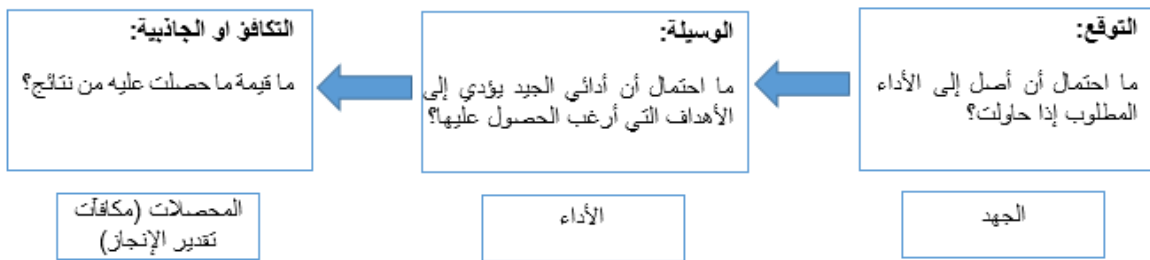 التوقع:
ما احتمال أن أصل إلى الأداء
المطلوب إذا حاولت؟
الوسيلة:
ما احتمال أن أدائي الجيد يؤدي إلى
الأهداف التي أرغب الحصول عليها؟
التكافؤ او الجاذبية:
ما قيمة ما حصلت عليه من نتائج؟
الجهد
الأداء
المحصلات (مكافآت
تقدير الإنجاز)